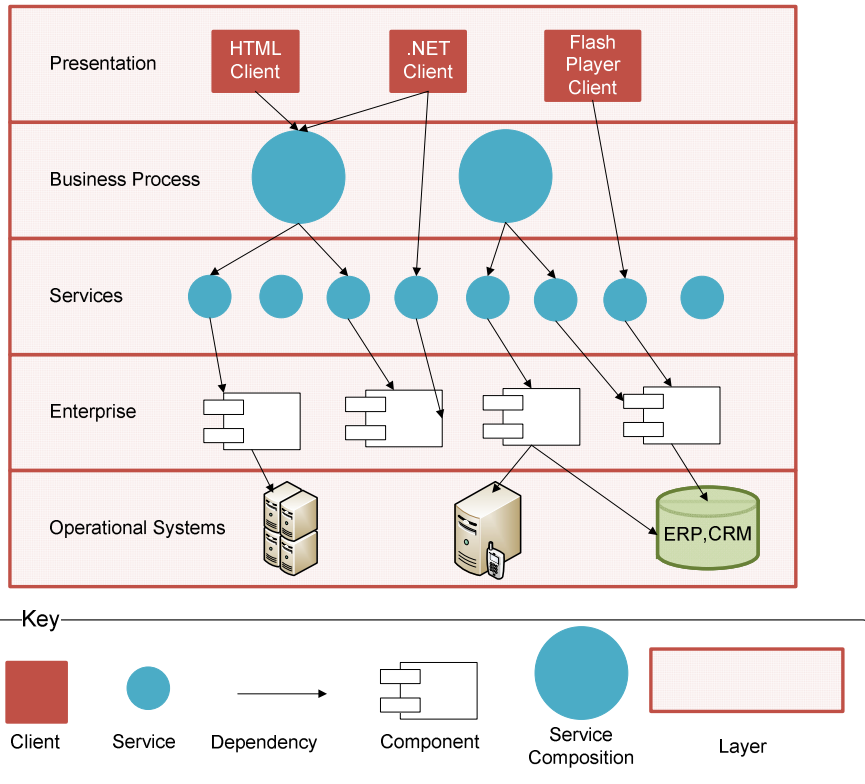 Presentation
HTML
Client
.NET
Client
Flash
Player
Client
Business Process
Services
Enterprise
Operational Systems
ERP,CRM
Key
Client
Service
Dependency
Component
Service
Composition
Layer